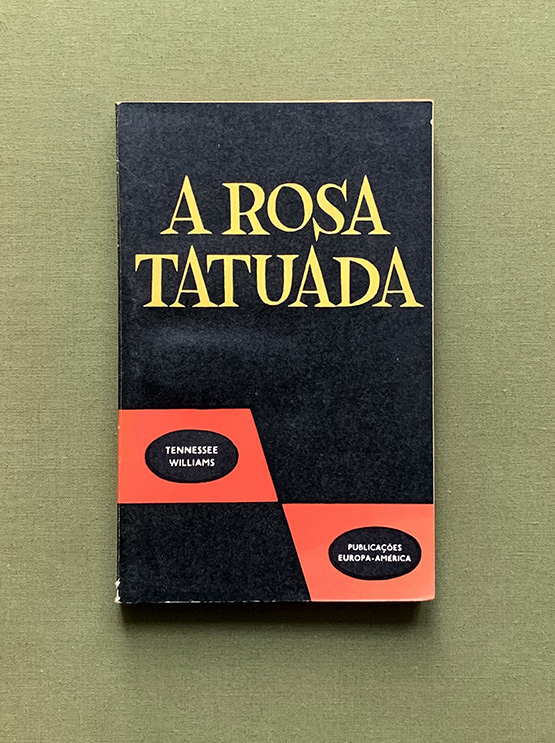 A ROSA
TATUADA
TENNESSEE
WILLIAMS
PUBLICAÇÕES
EUROPA-AMÉRICA